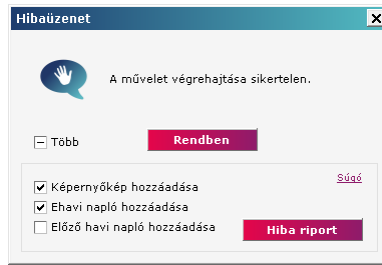 Hibaüzenet
A művelet végrehajtása sikertelen.
Több
Rendben
Súgó
Képernyőkép hozzáadása
Ehavi napló hozzáadása
Előző havi napló hozzáadása
Hiba riport